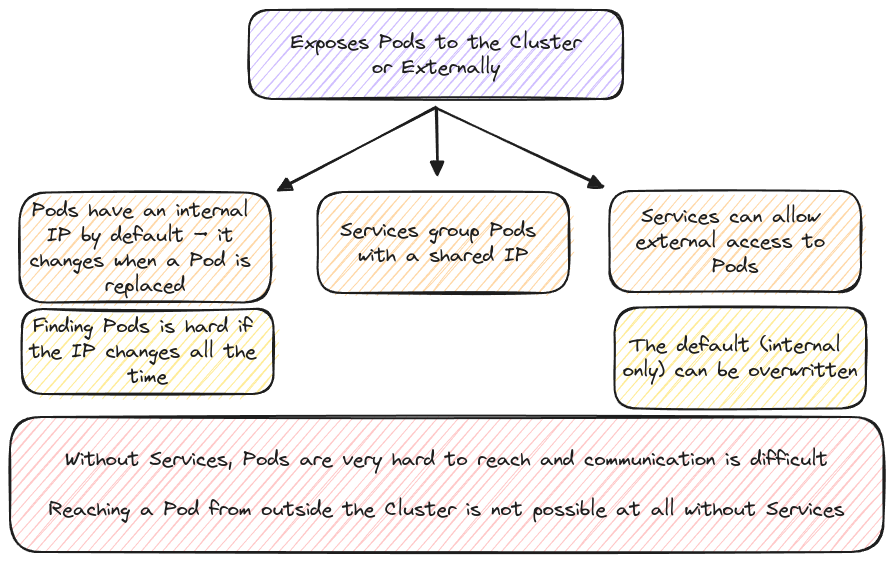 Exposes Pods to the Cluster
or Externally
Pods have an internal
IP by default → it
changes when a Pod is
replaced
Services group Pods
with a shared IP
Services can allow
external access to
Pods
Finding Pods is hard if
the IP changes all the
time
The default (internal
only) can be overwritten
Without Services, Pods are very hard to reach and communication is difficult
Reaching a Pod from outside the Cluster is not possible at all without Services